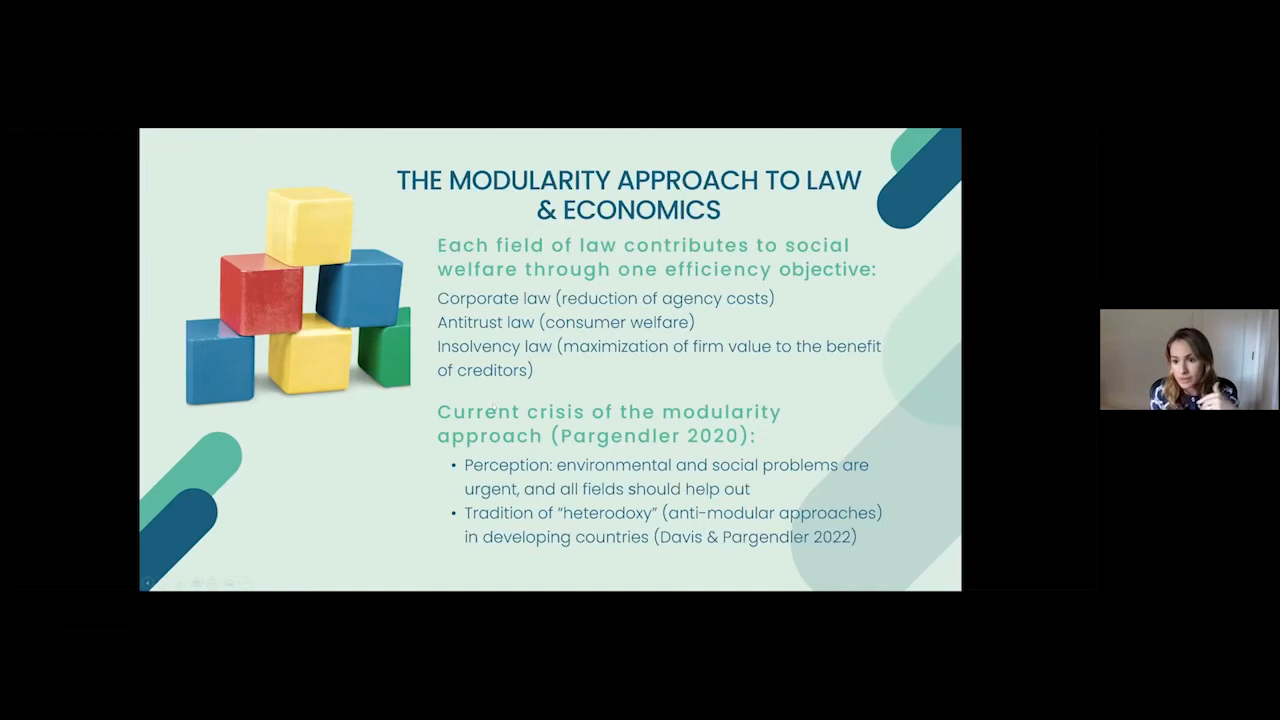 THE MODULARITY APPROACH TO LAW
& ECONOMICS
Each field of law contributes to social
welfare through one efficiency objective:
Corporate law (reduction of agency costs)
Antitrust law (consumer welfare)
Insolvency law (maximization of firm value to the benefit
of creditors)
Current crisis of the modularity
approach (Pargendler 2020):
• Perception: environmental and social problems are
urgent, and all fields should help out
• Tradition of “heterodoxy” (anti-modular approaches)
in developing countries (Davis & Pargendler 2022)